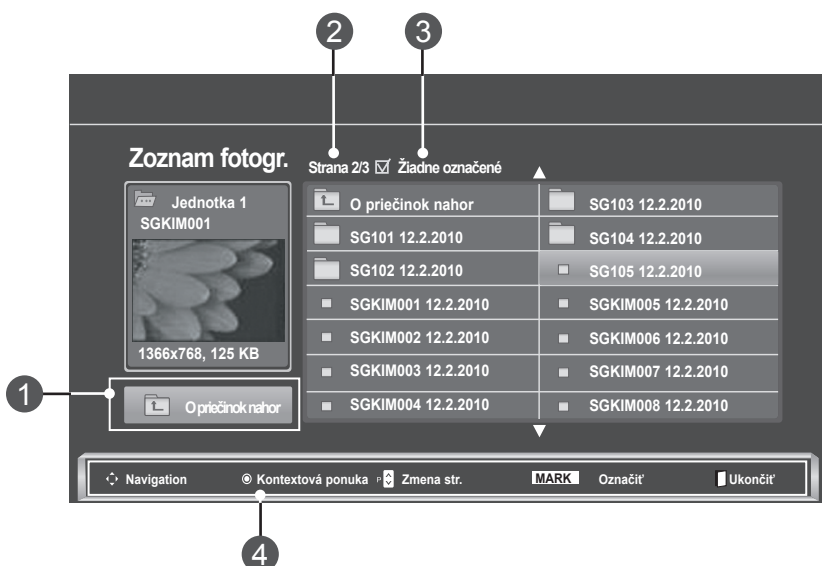 2 3
Zoznam fotogr.
Strana 2/3 Žiadne označené
Jednotka 1
SGKIM001
1366x768, 125 KB
O priečinok nahor
SG101 12.2.2010
SG102 12.2.2010
SGKIM001 12.2.2010
SGKIM002 12.2.2010
SGKIM003 12.2.2010
SGKIM004 12.2.2010
SG103 12.2.2010
SG104 12.2.2010
SG105 12.2.2010
SGKIM005 12.2.2010
SGKIM006 12.2.2010
SGKIM007 12.2.2010
SGKIM008 12.2.2010
1
O priečinok nahor
Navigation Kontextová ponuka P Zmena str. MARK Označiť Ukončiť
4